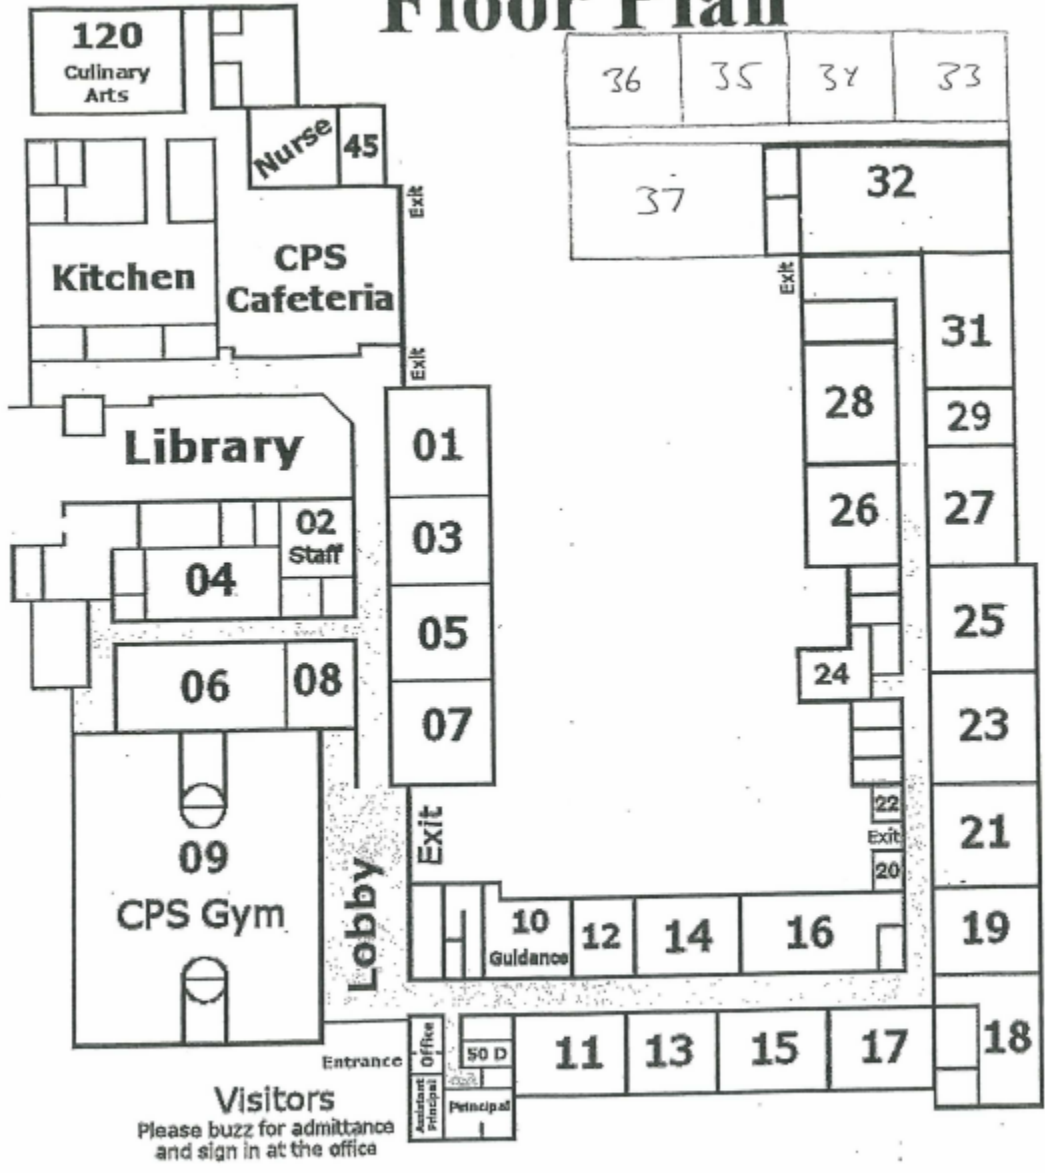 Floor Plan
120
Culinary
Arts
Nurse
45
Exit
36
35
34
33
37
32
Kitchen
CPS
Cafeteria
Exit
Exit
31
28
29
Library
01
26
27
02
Staff
03
04
05
25
06
08
24
07
23
22
Exit
20
21
09
CPS Gym
Lobby
Exit
10
Guidance
12
14
16
19
Entrance
Office
50 D
11
13
15
17
18
Assistant
Principal
Principal
Visitors
Please buzz for admittance
and sign in at the office